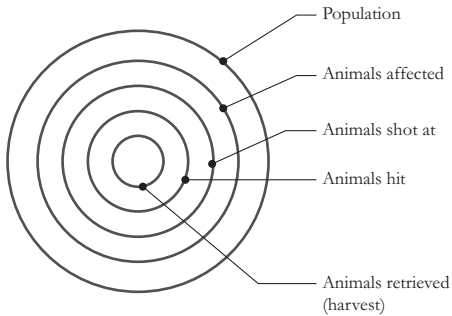 Population
Animals affected
Animals shot at
Animals hit
Animals retrieved
(harvest)